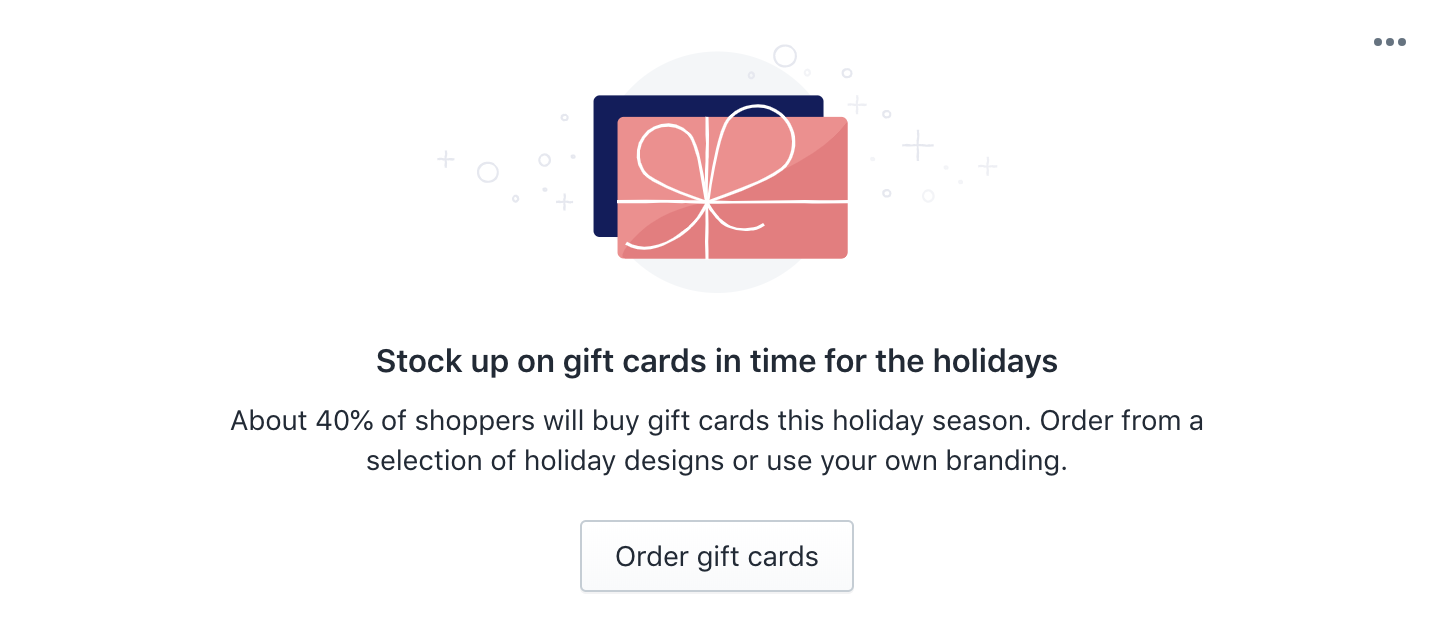 Stock up on gift cards in time for the holidays
About 40% of shoppers will buy gift cards this holiday season. Order from a
selection of holiday designs or use your own branding.
Order gift cards